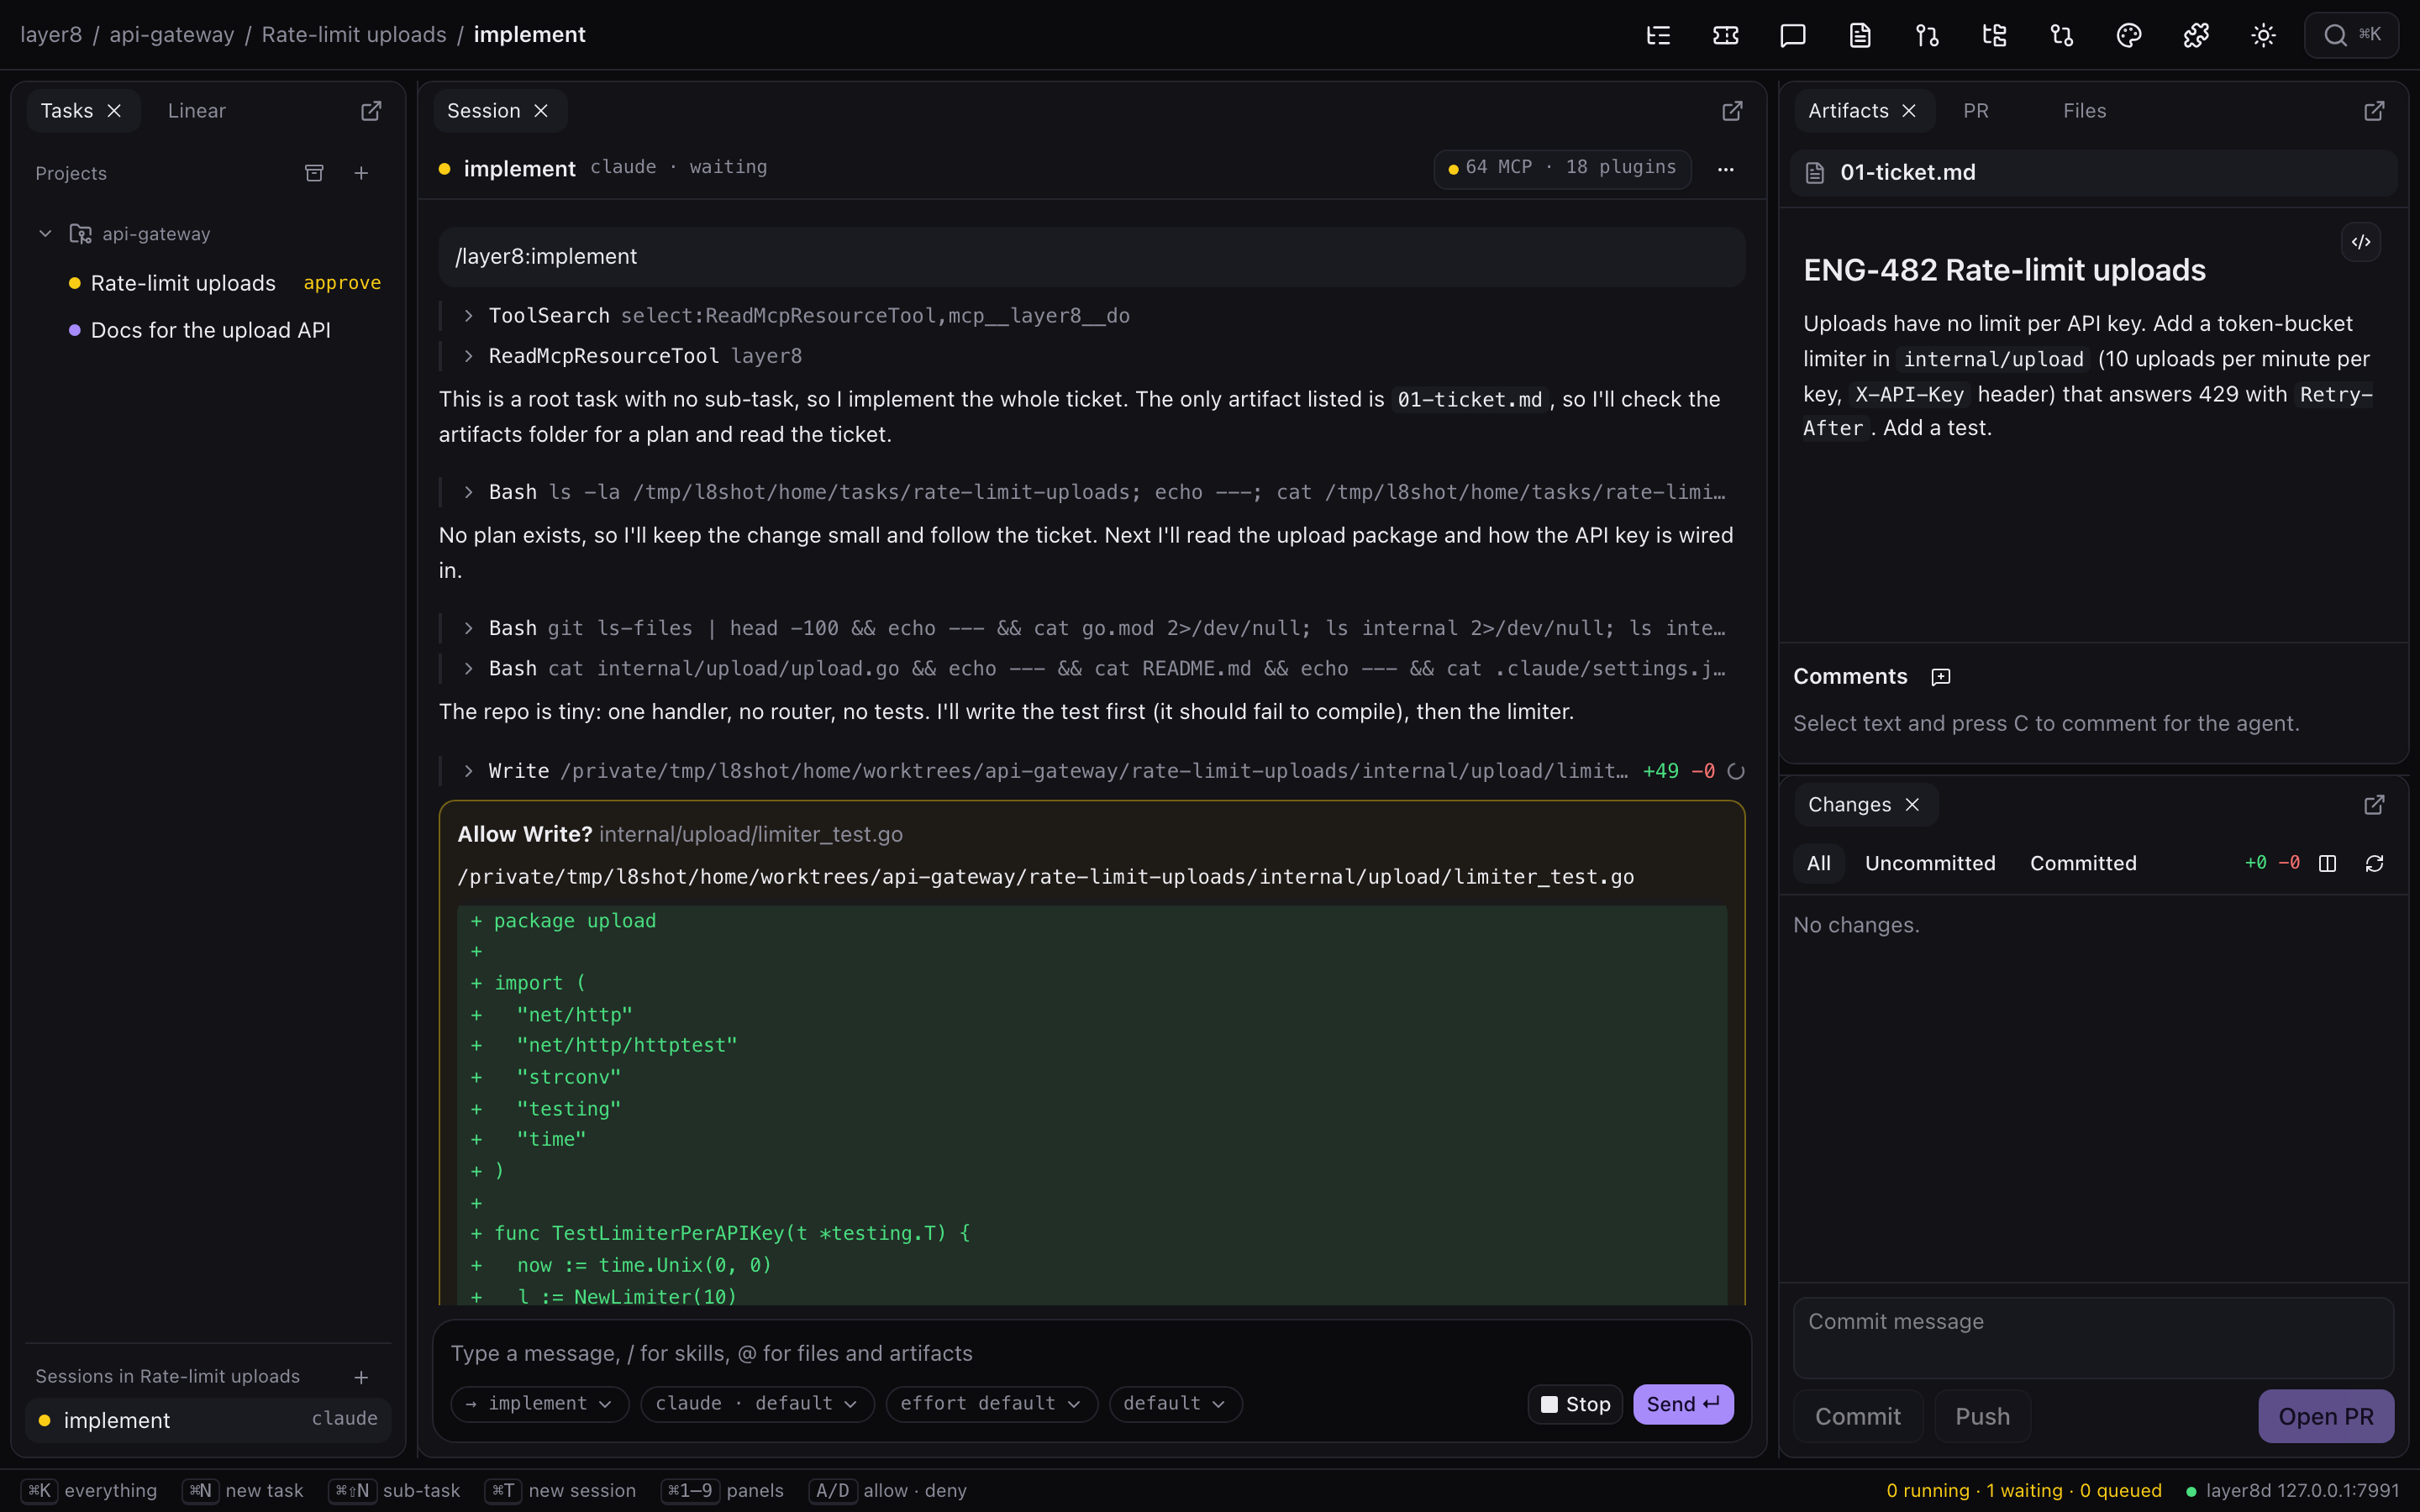 layer8 / api-gateway / Rate-limit uploads / implement
⌘K
Tasks
Linear
Projects
api-gateway
Rate-limit uploads approve
Docs for the upload API
Sessions in Rate-limit uploads
implement claude
Session
implement claude · waiting
64 MCP · 18 plugins
/layer8:implement
ToolSearch select:ReadMcpResourceTool,mcp__layer8__do
ReadMcpResourceTool layer8
This is a root task with no sub-task, so I implement the whole ticket. The only artifact listed is 01-ticket.md, so I'll check the
artifacts folder for a plan and read the ticket.
Bash ls -la /tmp/l8shot/home/tasks/rate-limit-uploads; echo ---; cat /tmp/l8shot/home/tasks/rate-limi…
No plan exists, so I'll keep the change small and follow the ticket. Next I'll read the upload package and how the API key is wired
in.
Bash git ls-files | head -100 && echo --- && cat go.mod 2>/dev/null; ls internal 2>/dev/null; ls inte…
Bash cat internal/upload/upload.go && echo --- && cat README.md && echo --- && cat .claude/settings.j…
The repo is tiny: one handler, no router, no tests. I'll write the test first (it should fail to compile), then the limiter.
Write /private/tmp/l8shot/home/worktrees/api-gateway/rate-limit-uploads/internal/upload/limit… +49 -0
Allow Write? internal/upload/limiter_test.go
/private/tmp/l8shot/home/worktrees/api-gateway/rate-limit-uploads/internal/upload/limiter_test.go
+ package upload
+
+ import (
+ "net/http"
+ "net/http/httptest"
+ "strconv"
+ "testing"
+ "time"
+ )
+
+ func TestLimiterPerAPIKey(t *testing.T) {
+ now := time.Unix(0, 0)
+ l := NewLimiter(10)
Type a message, / for skills, @ for files and artifacts
→ implement
claude · default
effort default
default
Stop
Send ↵
Artifacts
PR
Files
01-ticket.md
ENG-482 Rate-limit uploads
Uploads have no limit per API key. Add a token-bucket
limiter in internal/upload (10 uploads per minute per
key, X-API-Key header) that answers 429 with Retry-
After. Add a test.
Comments
Select text and press C to comment for the agent.
Changes
All Uncommitted Committed +0 -0
No changes.
Commit message
Commit
Push
Open PR
⌘K everything ⌘N new task ⌘⇧N sub-task ⌘T new session ⌘1-9 panels A/D allow · deny
0 running · 1 waiting · 0 queued
layer8d 127.0.0.1:7991